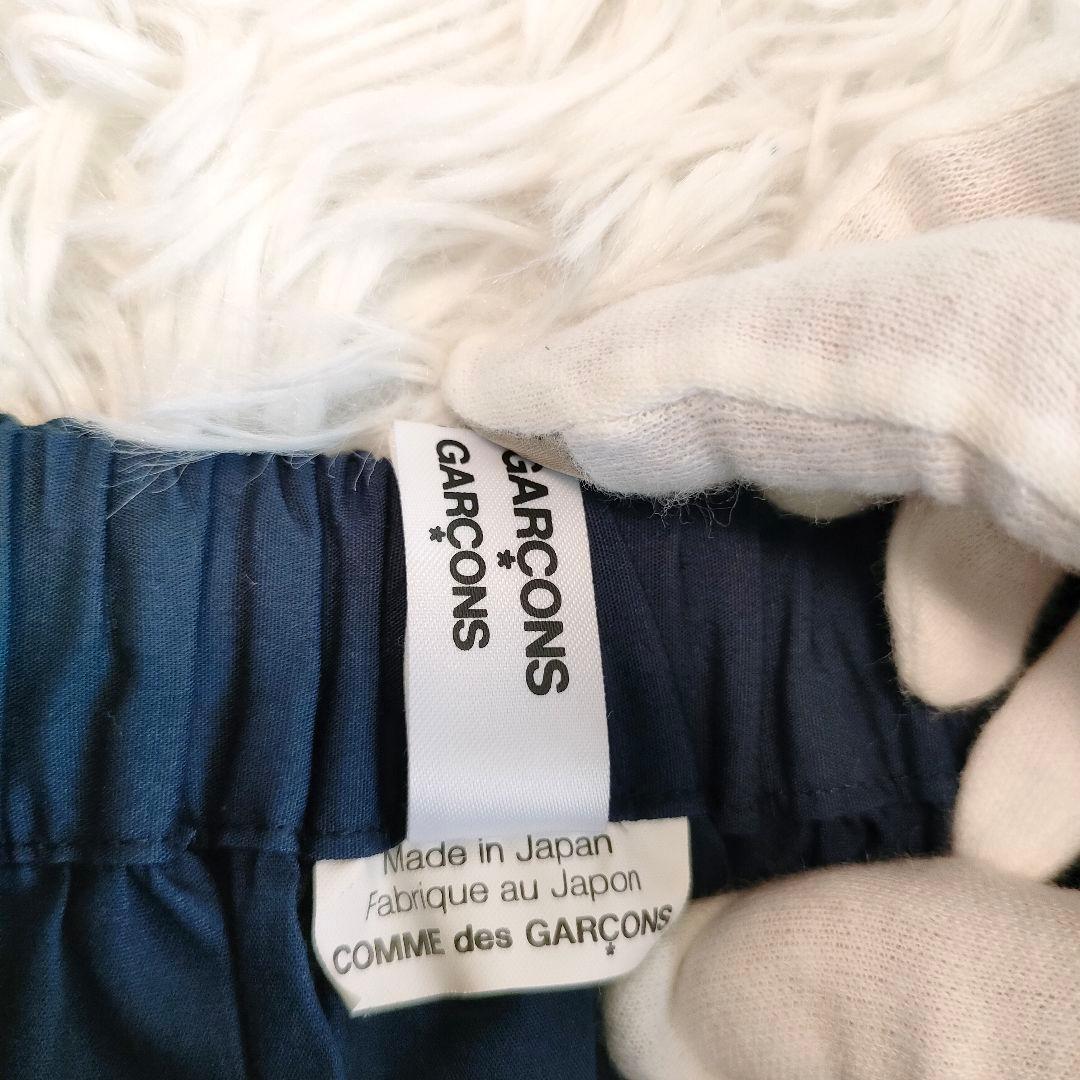 GARÇONS
GARÇONS
Made in Japan
Fabrique au Japon
COMME des GARÇONS